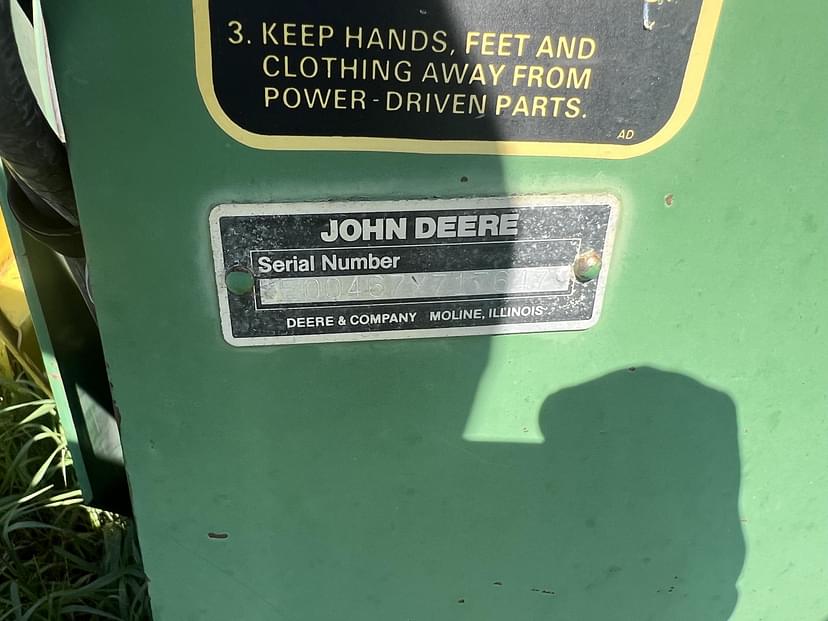 3. KEEP HANDS, FEET AND
CLOTHING AWAY FROM
POWER-DRIVEN PARTS.
AD
JOHN DEERE
Serial Number
DEERE & COMPANY MOLINE, ILLINOIS